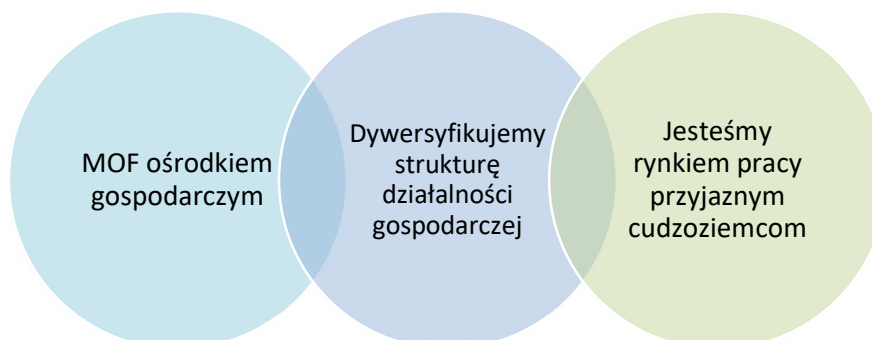 MOF ośrodkiem
gospodarczym
Dywersyfikujemy
strukturę
działalności
gospodarczej
Jesteśmy
rynkiem pracy
przyjaznym
cudzoziemcom